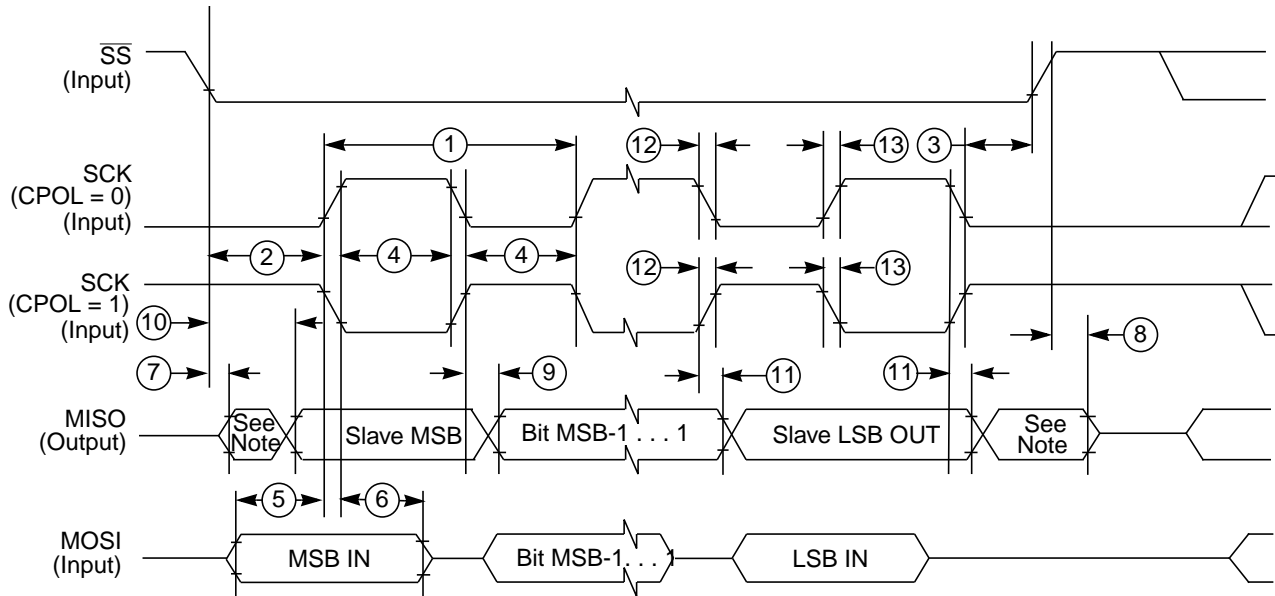 SS
(Input)
1
12
13
3
SCK
(CPOL = 0)
(Input)
2
4
4
12
13
SCK
(CPOL = 1)
(Input)
10
8
7
9
11
11
MISO
(Output)
See
Note
Slave MSB
Bit MSB-1 . . . 1
Slave LSB OUT
See
Note
5
6
MOSI
(Input)
MSB IN
Bit MSB-1. . . 1
LSB IN